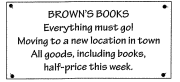 BROWN'S BOOKS
Everything must go!
Moving to a new location in town
All goods, including books,
half-price this week.